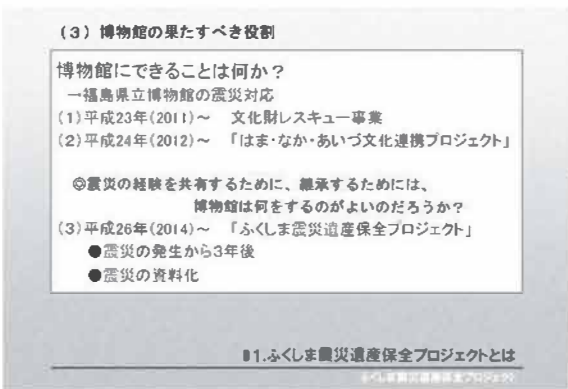 (3) 博物館の果たすべき役割
博物館にできることは何か？
→福島県立博物館の震災対応
(1)平成23年(2011)～ 文化財レスキュー事業
(2)平成24年(2012)～ 「はま・なか・あいづ文化連携プロジェクト」
◎震災の経験を共有するために、継承するためには、
博物館は何をするのがよいのだろうか？
(3)平成26年(2014)～ 「ふくしま震災遺産保全プロジェクト」
●震災の発生から3年後
●震災の資料化
1.ふくしま震災遺産保全プロジェクトとは
ふくしま震災遺産保全プロジェクト